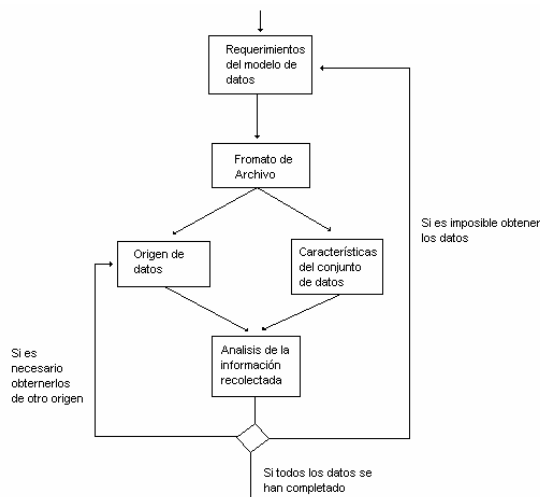 Requerimientos
del modelo de
datos
Fromato de
Archivo
Si es imposible obtener
los datos
Origen de
datos
Características
del conjunto
de datos
Si es
necesario
obternerlos
de otro origen
Analisis de la
información
recolectada
Si todos los datos se
han completado